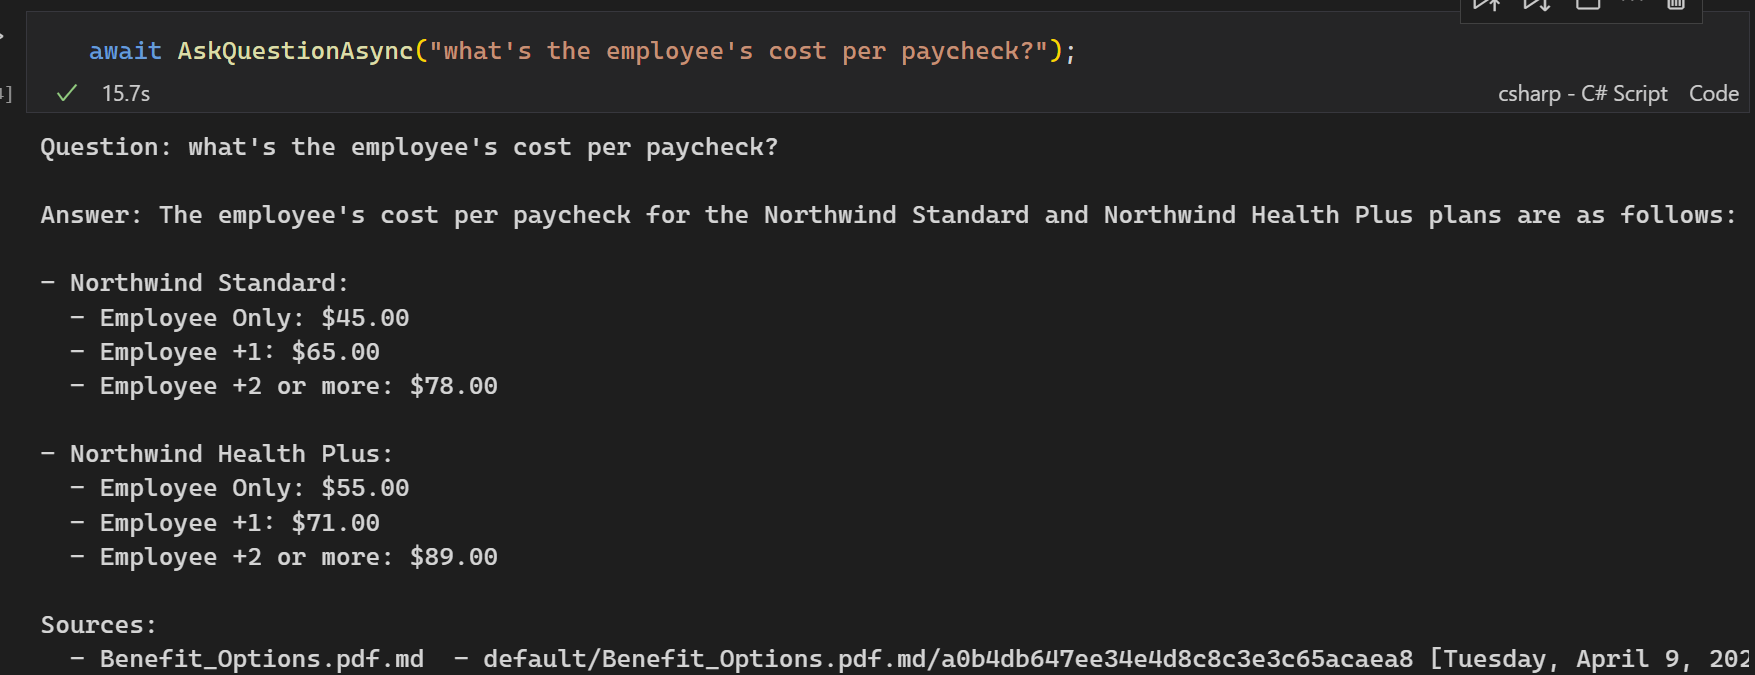 await AskQuestionAsync("what's the employee's cost per paycheck?");
15.7s
csharp - C# Script Code
Question: what's the employee's cost per paycheck?
Answer: The employee's cost per paycheck for the Northwind Standard and Northwind Health Plus plans are as follows:
- Northwind Standard:
- Employee Only: $45.00
- Employee +1: $65.00
- Employee +2 or more: $78.00
- Northwind Health Plus:
- Employee Only: $55.00
- Employee +1: $71.00
- Employee +2 or more: $89.00
Sources:
- Benefit_Options.pdf.md - default/Benefit_Options.pdf.md/a0b4db647ee34e4d8c8c3e3c65acaea8 [Tuesday, April 9, 202